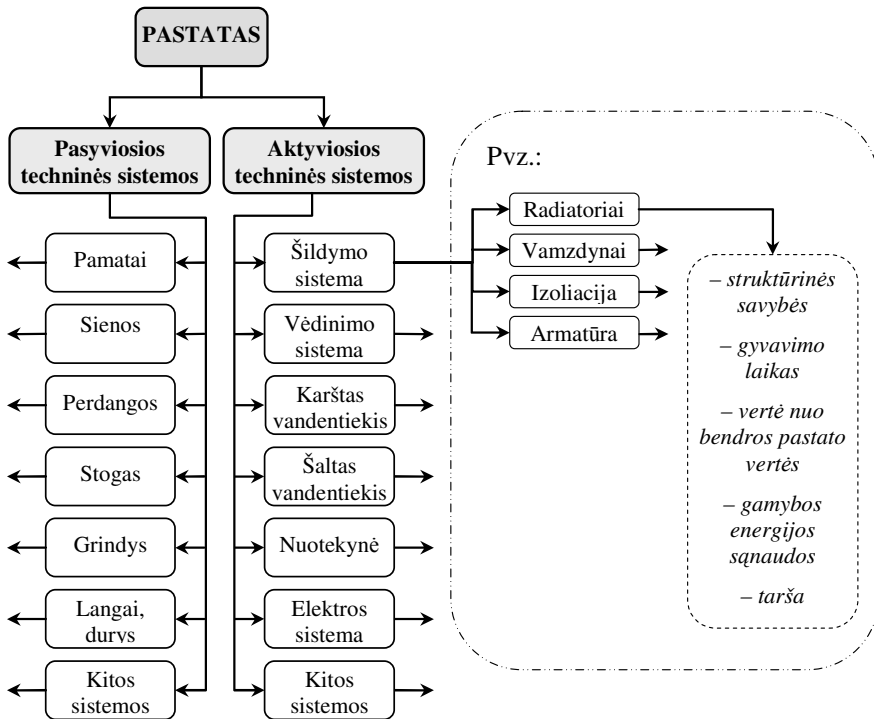 PASTATAS
Pasyviosios
techninės sistemos
Pamatai
Sienos
Perdangos
Stogas
Grindys
Langai,
durys
Kitos
sistemos
Aktyviosios
techninės sistemos
Šildymo
sistema
Vėdinimo
sistema
Karštas
vandentiekis
Šaltas
vandentiekis
Nuotekynė
Elektros
sistema
Kitos
sistemos
Pvz.:
Radiatoriai
Vamzdynai
Izoliacija
Armatūra
– struktūrinės
savybės
– gyvavimo
laikas
– vertė nuo
bendros pastato
vertės
– gamybos
energijos
sąnaudos
– tarša